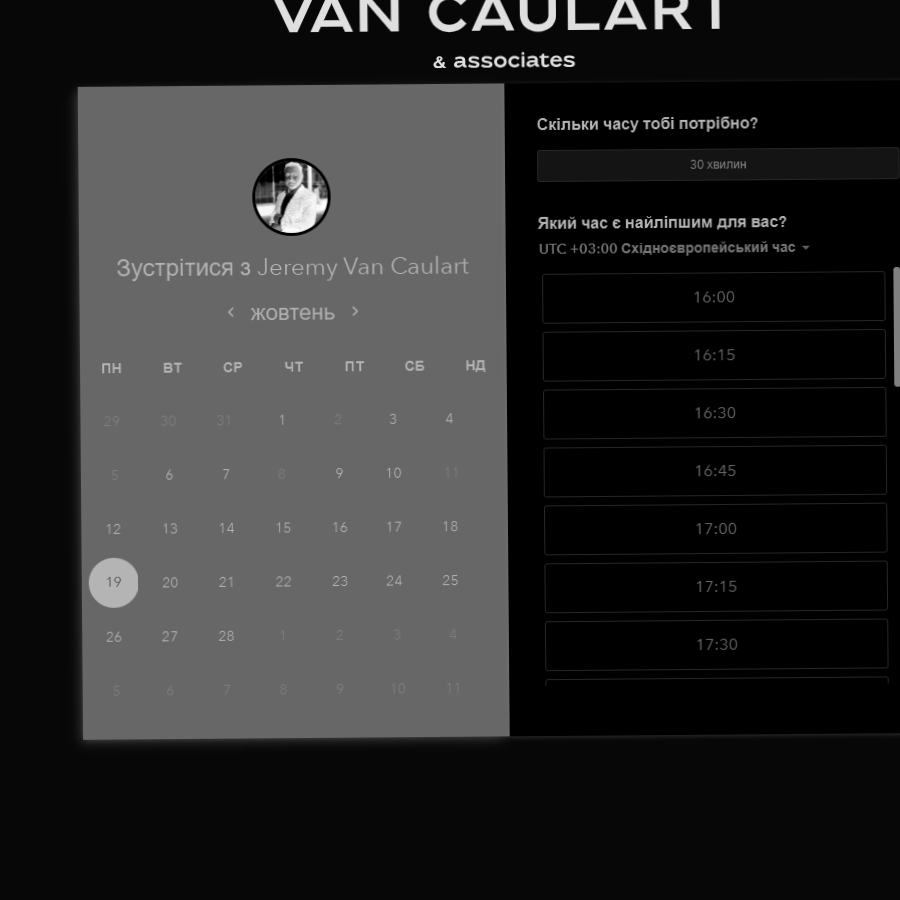 VAN CAULART
& associates
Зустрітися з Jeremy Van Caulart
жовтень
ПН ВТ СР ЧТ ПТ СБ НД
29 30 31 1 2 3 4
5 6 7 8 9 10 11
12 13 14 15 16 17 18
19 20 21 22 23 24 25
26 27 28 1 2 3 4
5 6 7 8 9 10 11
Скільки часу тобі потрібно?
30 хвилин
Який час є найліпшим для вас?
UTC +03:00 Східноєвропейський час
16:00
16:15
16:30
16:45
17:00
17:15
17:30